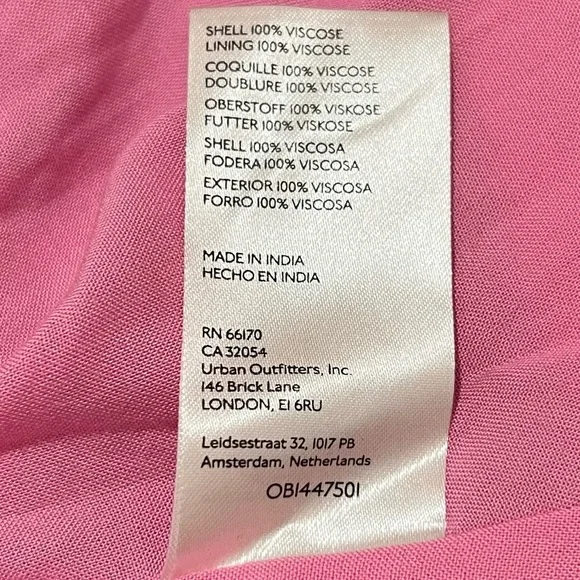 SHELL 100% VISCOSE
LINING 100% VISCOSE
COQUILLE 100% VISCOSE
DOUBLURE 100% VISCOSE
OBERSTOFF 100% VISKOSE
FUTTER 100% VISKOSE
SHELL 100% VISCOSA
FODERA 100% VISCOSA
EXTERIOR 100% VISCOSA
FORRO 100% VISCOSA
MADE IN INDIA
HECHO EN INDIA
RN 66170
CA 32054
Urban Outfitters, Inc.
146 Brick Lane
LONDON, E1 6RU
Leidsestraat 32, 1017 PB
Amsterdam, Netherlands
OB1447501